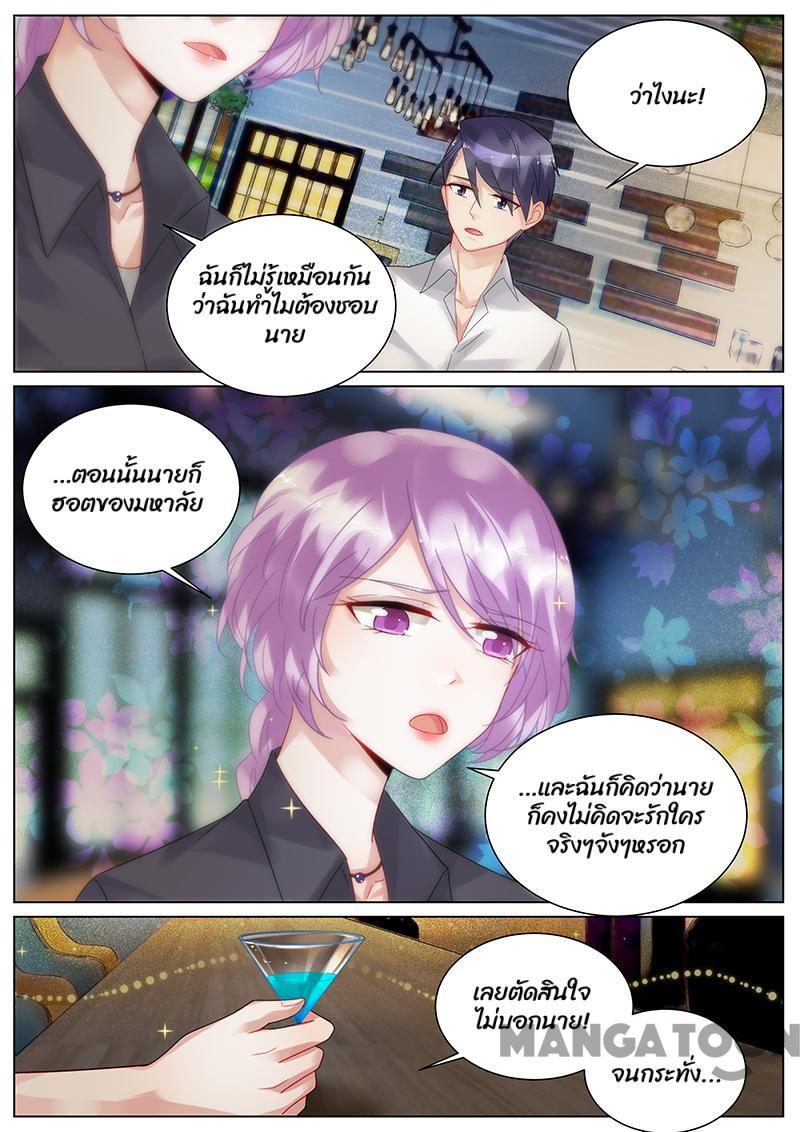 ว่าไงนะ!
ฉันก็ไม่รู้เหมือนกัน
ว่าฉันทำไมต้องชอบ
นาย
...ตอนนั้นนายก็
ฮอตของมหาลัย
...และฉันก็คิดว่านาย
ก็คงไม่คิดจะรักใคร
จริงๆจังๆหรอก
เลยตัดสินใจ
ไม่บอกนาย!
MANGATOON
จนกระทั่ง...